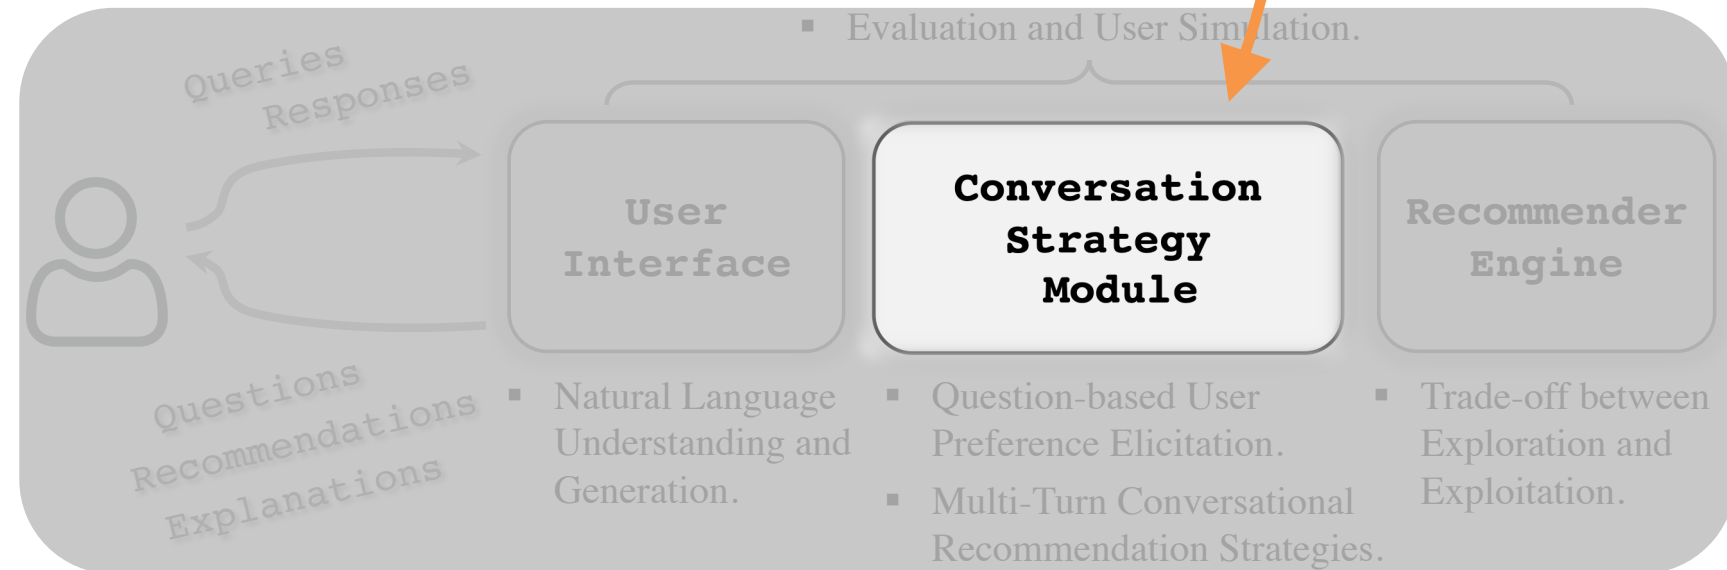 ▪ Evaluation and User Simulation.
Queries
Responses
User
Interface
Conversation
Strategy
Module
Recommender
Engine
Questions
Recommendations
Explanations
▪ Natural Language
Understanding and
Generation.
▪ Question-based User
Preference Elicitation.
▪ Multi-Turn Conversational
Recommendation Strategies.
▪ Trade-off between
Exploration and
Exploitation.